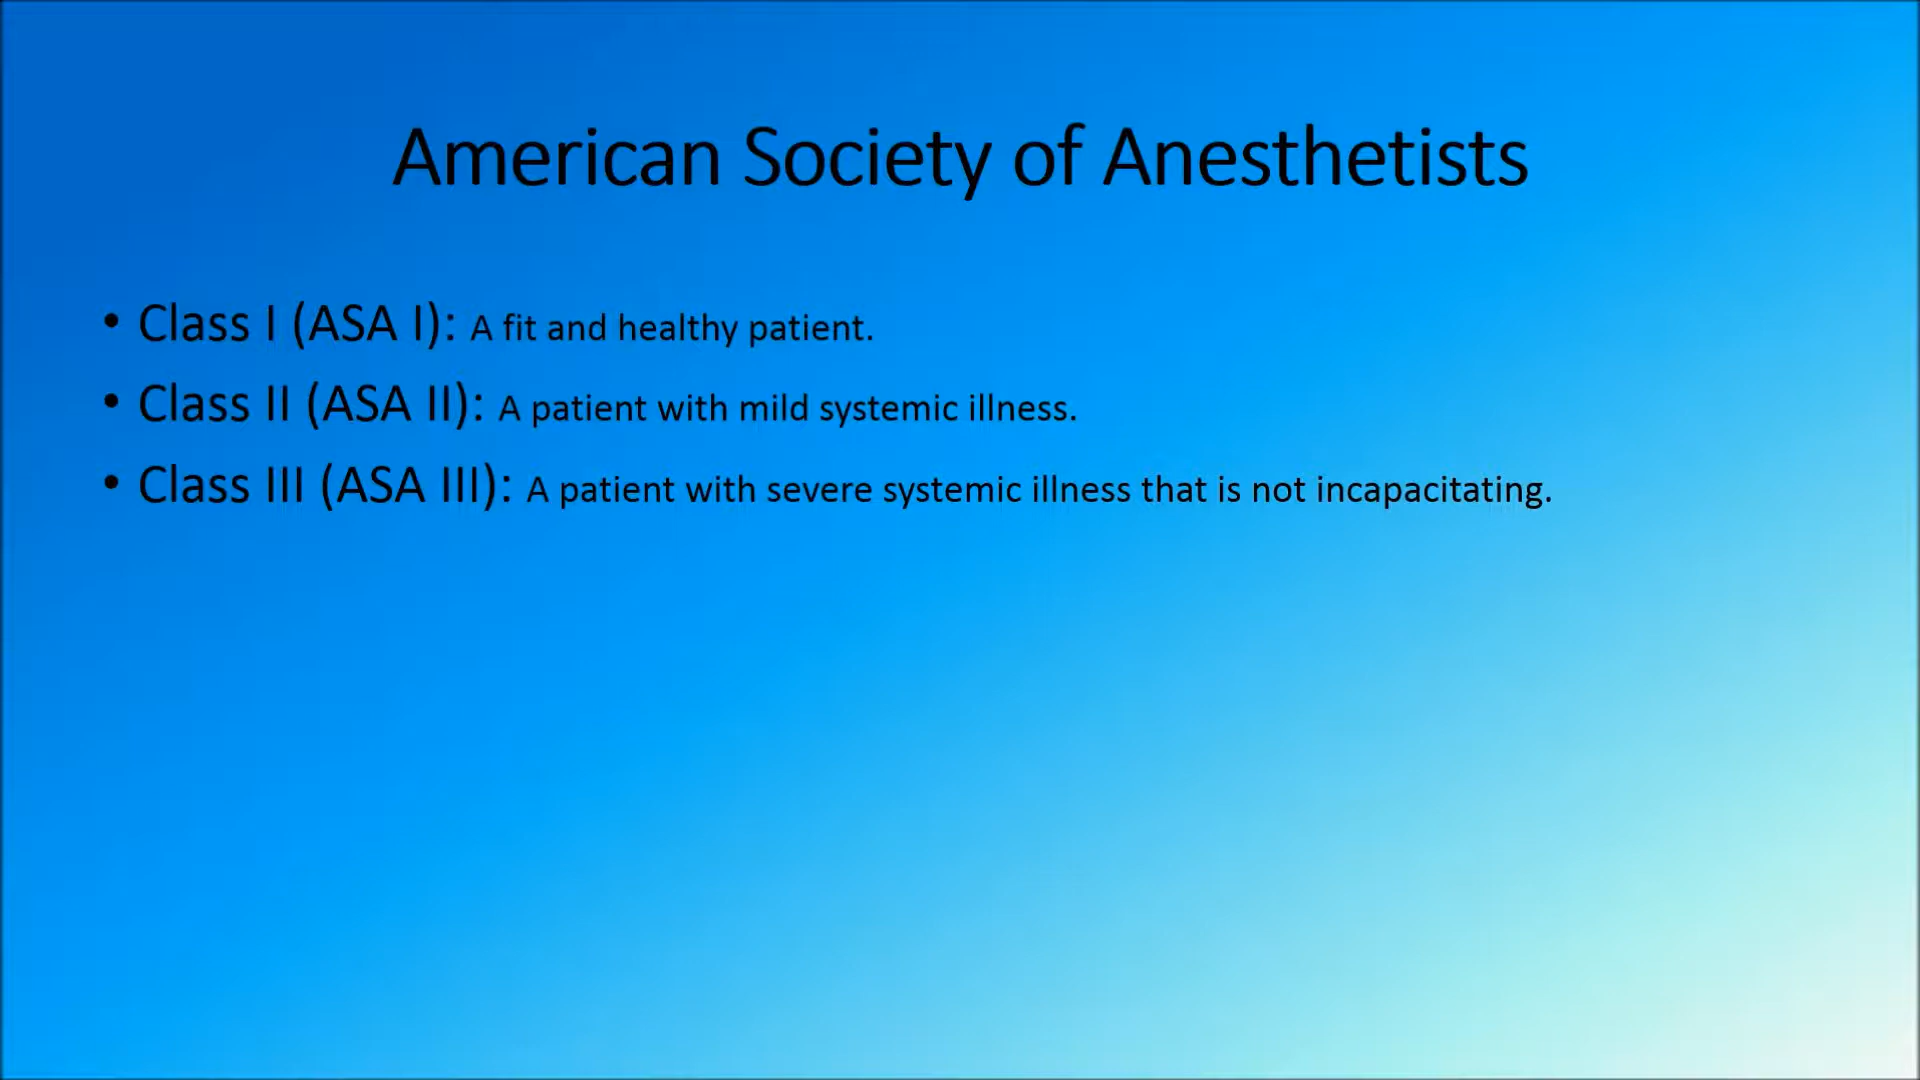 American Society of Anesthetists
• Class I (ASA I): A fit and healthy patient.
• Class II (ASA II): A patient with mild systemic illness.
• Class III (ASA III): A patient with severe systemic illness that is not incapacitating.